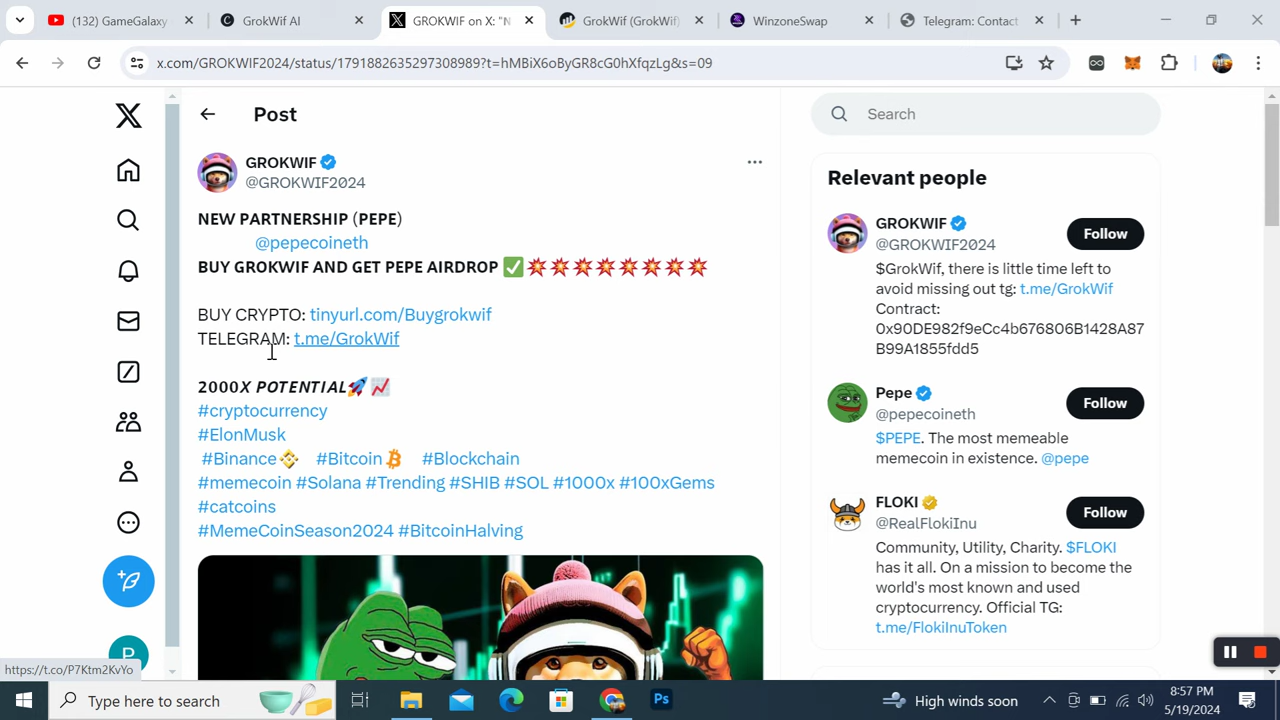 (132) GameGalaxy
GrokWif AI
GROKWIF on X: "N
GrokWif (GrokWif)
WinzoneSwap
Telegram: Contact
x.com/GROKWIF2024/status/1791882635297308989?t=hMBiX6oByGR8cG0hXfqzLg&s=09
Post
GROKWIF
@GROKWIF2024
NEW PARTNERSHIP (PEPE)
@pepecoineth
BUY GROKWIF AND GET PEPE AIRDROP ✅💥💥💥💥💥💥💥💥
BUY CRYPTO: tinyurl.com/Buygrokwif
TELEGRAM: t.me/GrokWif
2000X POTENTIAL🚀📈
#cryptocurrency
#ElonMusk
#Binance #Bitcoin #Blockchain
#memecoin #Solana #Trending #SHIB #SOL #1000x #100xGems
#catcoins
#MemeCoinSeason2024 #BitcoinHalving
Search
Relevant people
GROKWIF
@GROKWIF2024
Follow
$GrokWif, there is little time left to
avoid missing out tg: t.me/GrokWif
Contract:
0x90DE982f9eCc4b676806B1428A87
B99A1855fdd5
Pepe
@pepecoineth
Follow
$PEPE. The most memeable
memecoin in existence. @pepe
FLOKI
@RealFlokiInu
Follow
Community, Utility, Charity. $FLOKI
has it all. On a mission to become the
world's most known and used
cryptocurrency. Official TG:
t.me/FlokiInuToken
P
https://t.co/P7Ktm2KvYo
Type here to search
Ps
High winds soon
8:57 PM
5/19/2024